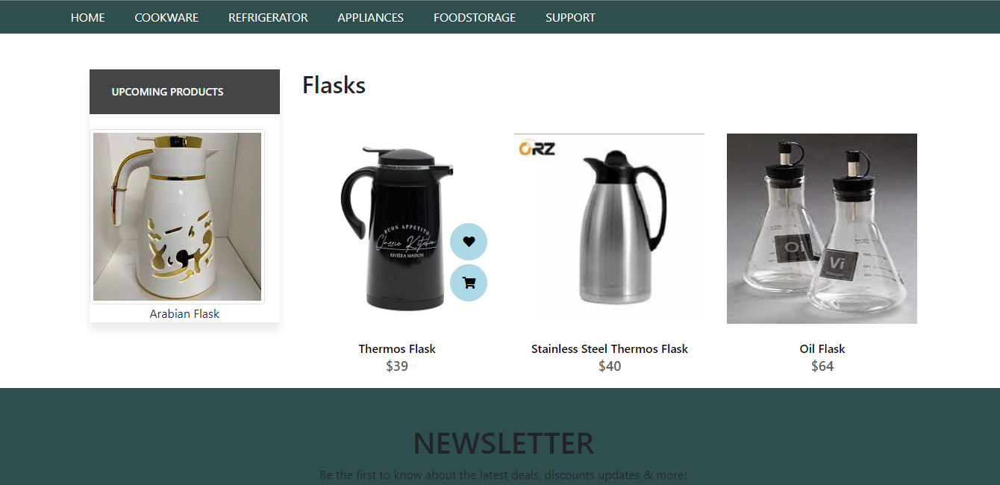 HOME COOKWARE REFRIGERATOR APPLIANCES FOODSTORAGE SUPPORT
UPCOMING PRODUCTS
Arabian Flask
Flasks
BUON APPETITO
Classic Kitchen
RIVIÈRA MAISON
Thermos Flask
$39
ORZ
Stainless Steel Thermos Flask
$40
Oi
Vi
Oil Flask
$64
NEWSLETTER
Be the first to know about the latest deals, discounts updates & more!